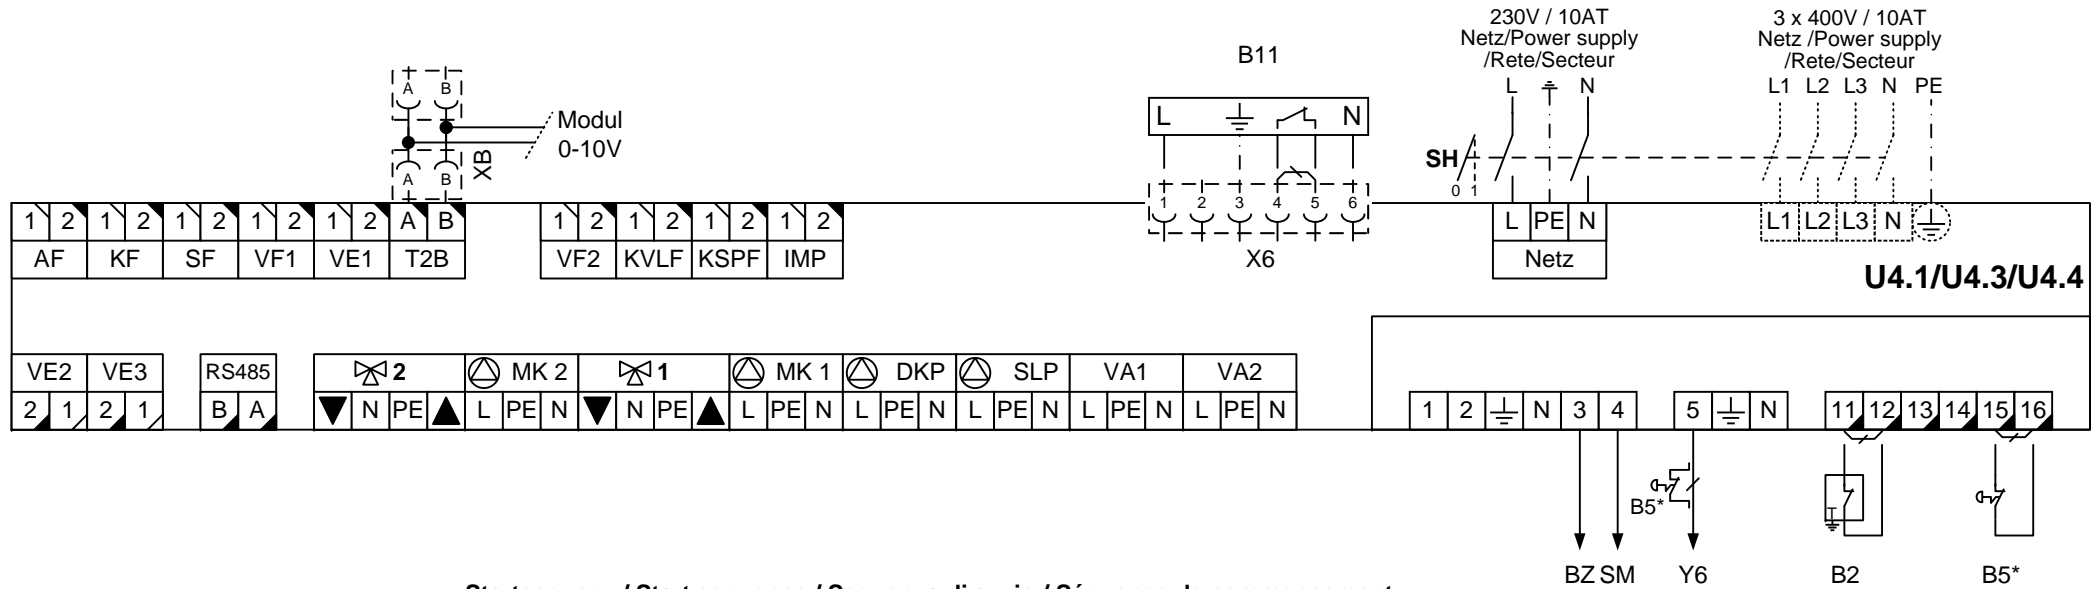 230V / 10AT
Netz/Power supply
/Rete/Secteur
L N
3 x 400V / 10AT
Netz /Power supply
/Rete/Secteur
L1 L2 L3 N PE
B11
L N
A B
Modul
0-10V
XB
A B
SH
0 1
1 2 3 4 5 6
X6
1 2 1 2 1 2 1 2 1 2 A B
AF KF SF VF1 VE1 T2B
1 2 1 2 1 2 1 2
VF2 KVLF KSPF IMP
L PE N
Netz
L1 L2 L3 N
U4.1/U4.3/U4.4
VE2 VE3 RS485 2 MK 2 1 MK 1 DKP SLP VA1 VA2
2 1 2 1 B A N PE L PE N N PE L PE N L PE N L PE N L PE N L PE N
1 2 N 3 4 5 N 11 12 13 14 15 16
B5*
T
BZ SM Y6 B2 B5*